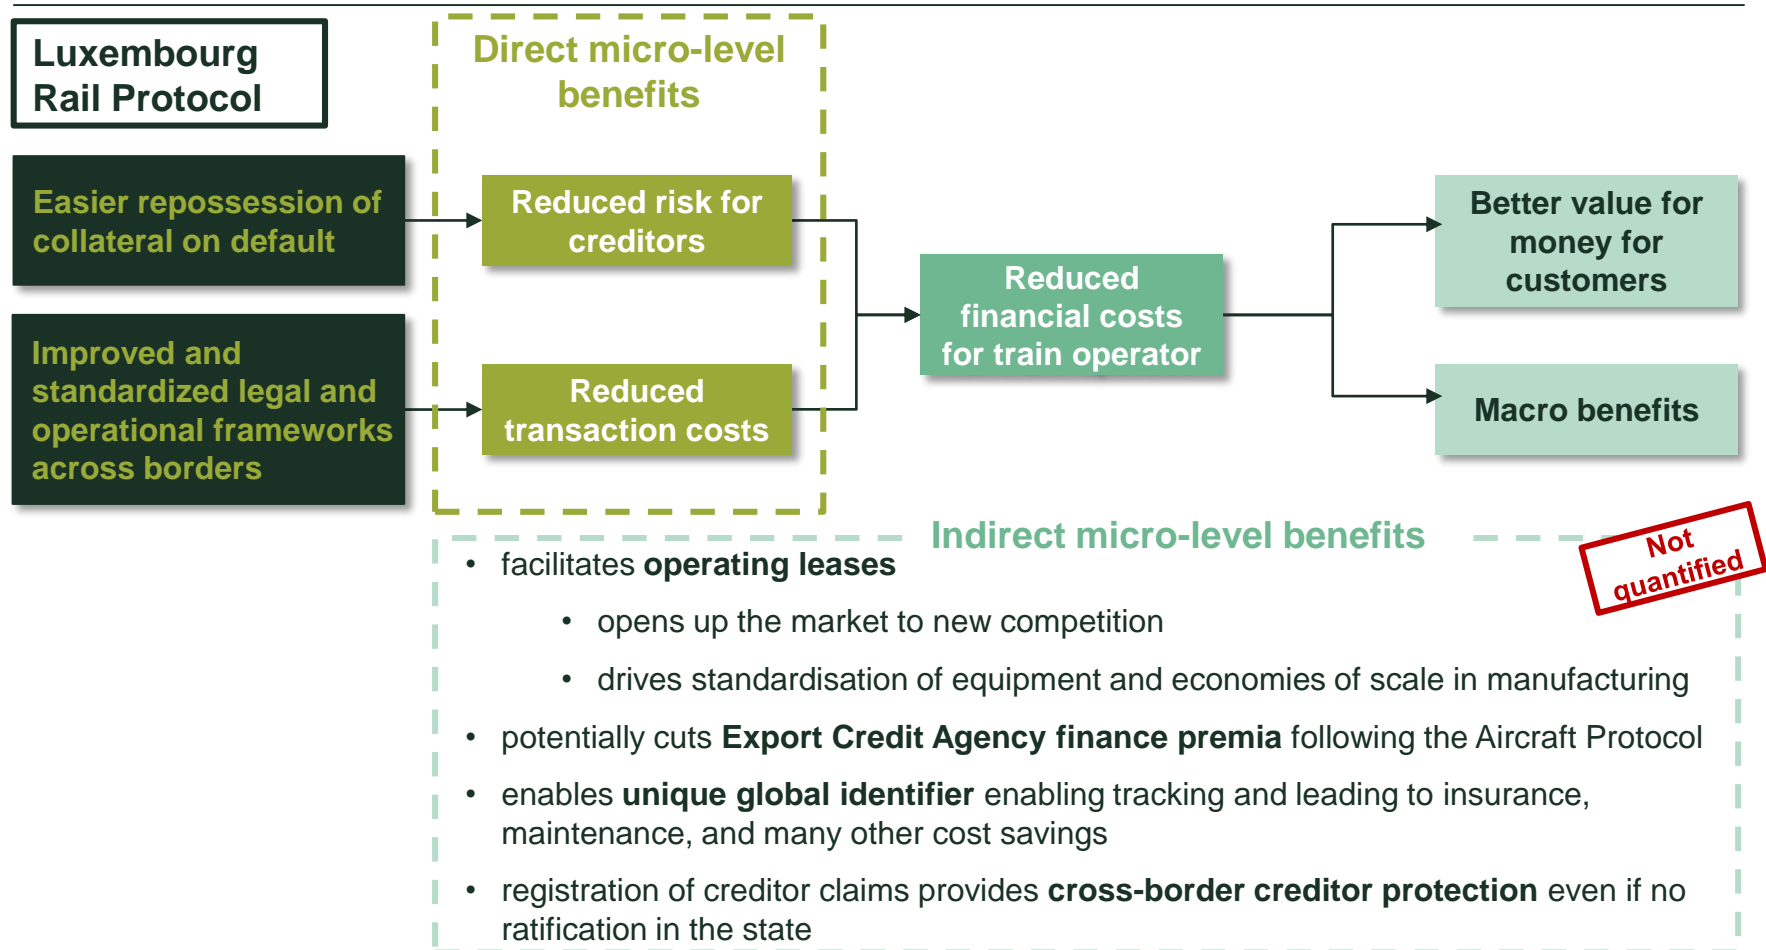 Luxembourg
Rail Protocol
Direct micro-level
benefits
Easier repossession of
collateral on default
Reduced risk for
creditors
Improved and
standardized legal and
operational frameworks
across borders
Reduced
transaction costs
Reduced
financial costs
for train operator
Better value for
money for
customers
Macro benefits
Indirect micro-level benefits
Not
quantified
• facilitates operating leases
• opens up the market to new competition
• drives standardisation of equipment and economies of scale in manufacturing
• potentially cuts Export Credit Agency finance premia following the Aircraft Protocol
• enables unique global identifier enabling tracking and leading to insurance,
maintenance, and many other cost savings
• registration of creditor claims provides cross-border creditor protection even if no
ratification in the state